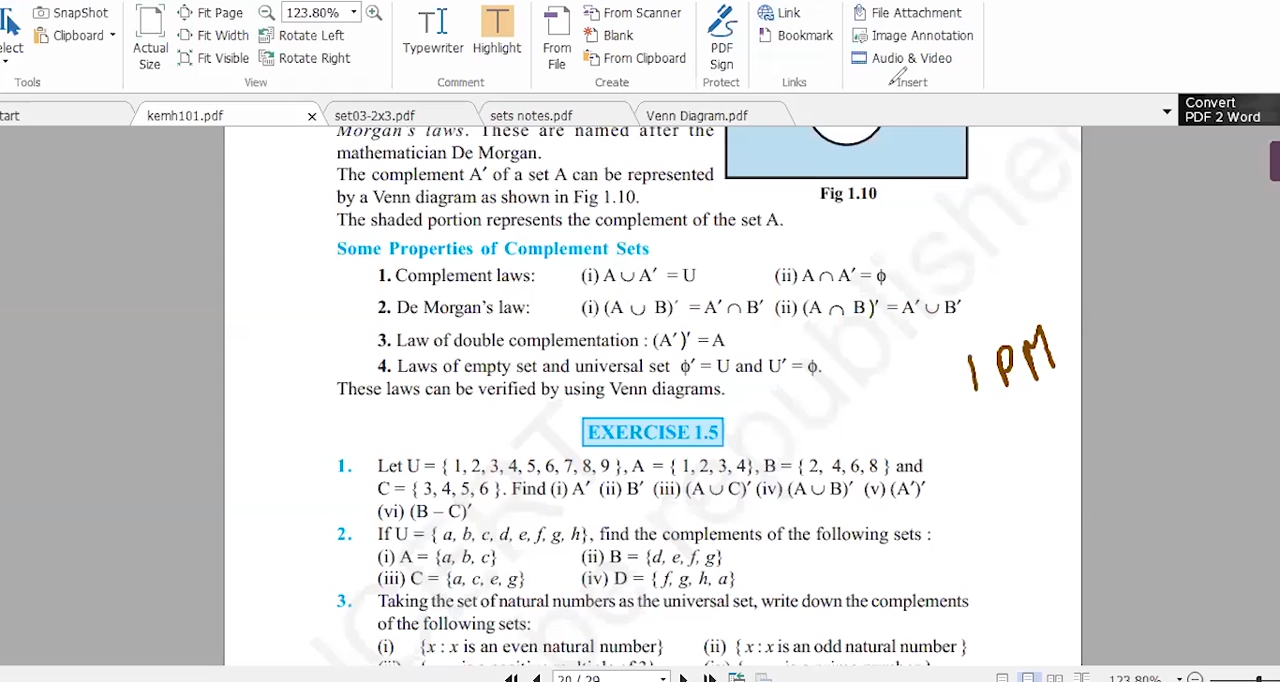 SnapShot
Clipboard
elect
Tools
Actual Size
Fit Page
Fit Width
Fit Visible
123.80%
Rotate Left
Rotate Right
View
Typewriter
Highlight
Comment
From File
From Scanner
Blank
From Clipboard
Create
PDF Sign
Protect
Link
Bookmark
Links
File Attachment
Image Annotation
Audio & Video
Insert
tart
kemh101.pdf
set03-2x3.pdf
sets notes.pdf
Venn Diagram.pdf
Convert
PDF 2 Word
Morgan's laws. These are named after the
mathematician De Morgan.
The complement A′ of a set A can be represented
by a Venn diagram as shown in Fig 1.10.
The shaded portion represents the complement of the set A.
Fig 1.10
Some Properties of Complement Sets
1. Complement laws: (i) A ∪ A′ = U (ii) A ∩ A′ = ϕ
2. De Morgan's law: (i) (A ∪ B)′ = A′ ∩ B′ (ii) (A ∩ B)′ = A′ ∪ B′
3. Law of double complementation : (A′)′ = A
4. Laws of empty set and universal set ϕ′ = U and U′ = ϕ.
These laws can be verified by using Venn diagrams.
1 PM
EXERCISE 1.5
1. Let U = { 1, 2, 3, 4, 5, 6, 7, 8, 9 }, A = { 1, 2, 3, 4}, B = { 2, 4, 6, 8 } and
C = { 3, 4, 5, 6 }. Find (i) A′ (ii) B′ (iii) (A ∪ C)′ (iv) (A ∪ B)′ (v) (A′)′
(vi) (B – C)′
2. If U = { a, b, c, d, e, f, g, h}, find the complements of the following sets :
(i) A = {a, b, c} (ii) B = {d, e, f, g}
(iii) C = {a, c, e, g} (iv) D = { f, g, h, a}
3. Taking the set of natural numbers as the universal set, write down the complements
of the following sets:
(i) {x : x is an even natural number} (ii) { x : x is an odd natural number }
20 / 29
123.80%